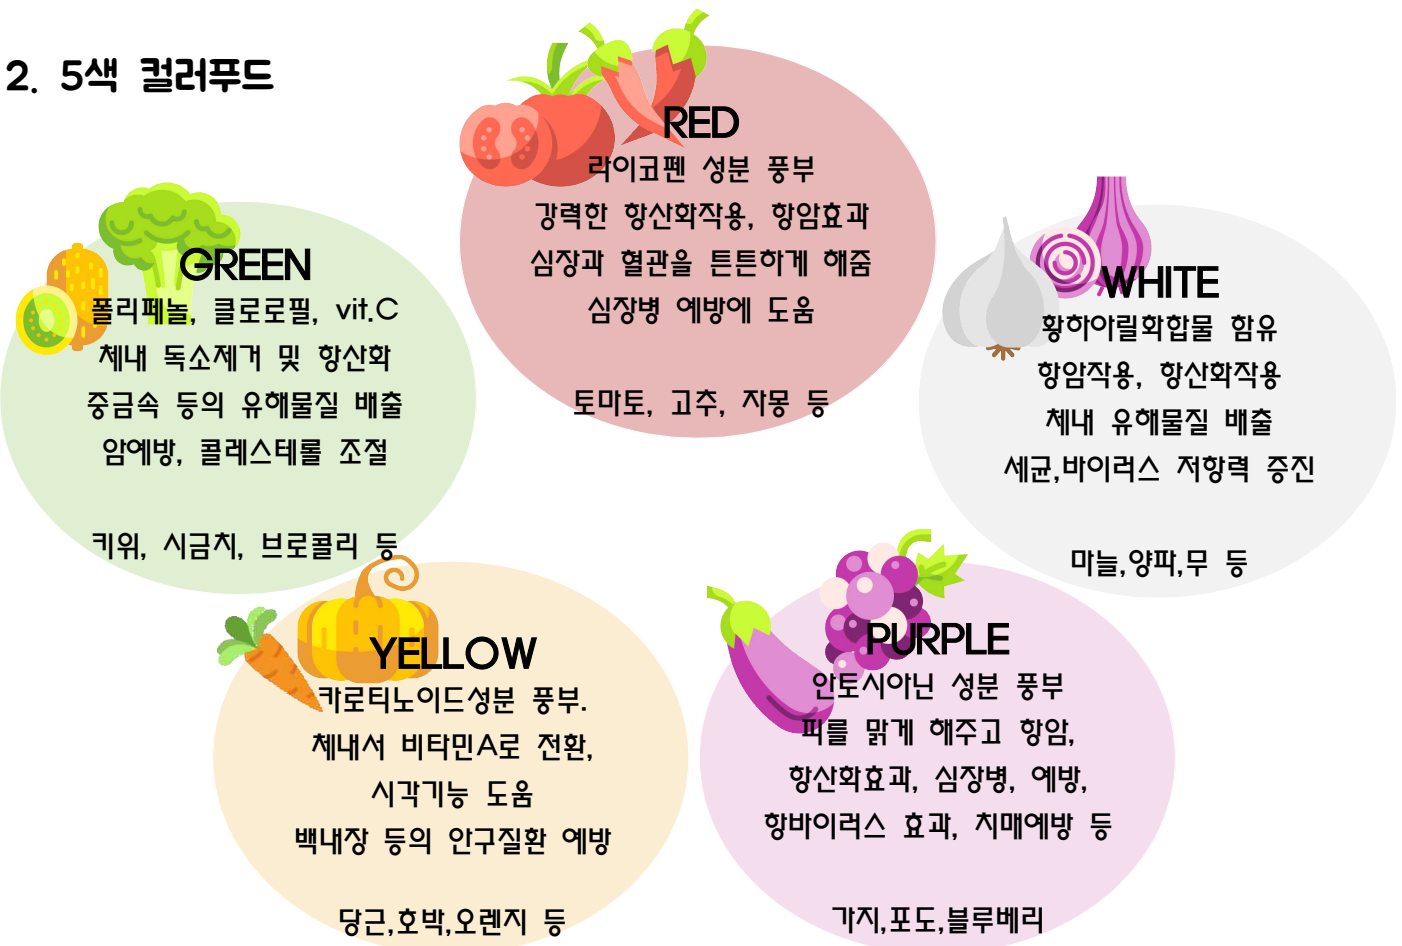 2. 5색 컬러푸드
RED
라이코펜 성분 풍부
강력한 항산화작용, 항암효과
심장과 혈관을 튼튼하게 해줌
심장병 예방에 도움
토마토, 고추, 자몽 등
GREEN
폴리페놀, 클로로필, vit.C
체내 독소제거 및 항산화
중금속 등의 유해물질 배출
암예방, 콜레스테롤 조절
키위, 시금치, 브로콜리 등
WHITE
황하아릴화합물 함유
항암작용, 항산화작용
체내 유해물질 배출
세균,바이러스 저항력 증진
마늘,양파,무 등
YELLOW
카로티노이드성분 풍부.
체내서 비타민A로 전환,
시각기능 도움
백내장 등의 안구질환 예방
당근,호박,오렌지 등
PURPLE
안토시아닌 성분 풍부
피를 맑게 해주고 항암,
항산화효과, 심장병, 예방,
항바이러스 효과, 치매예방 등
가지,포도,블루베리